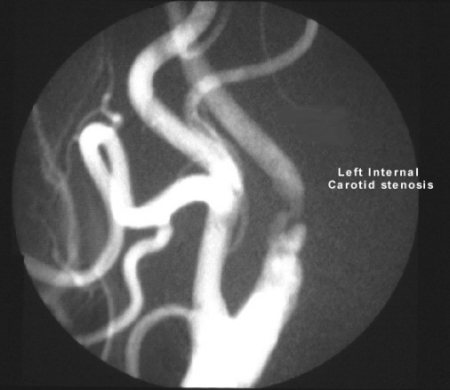 Left Internal
Carotid stenosis